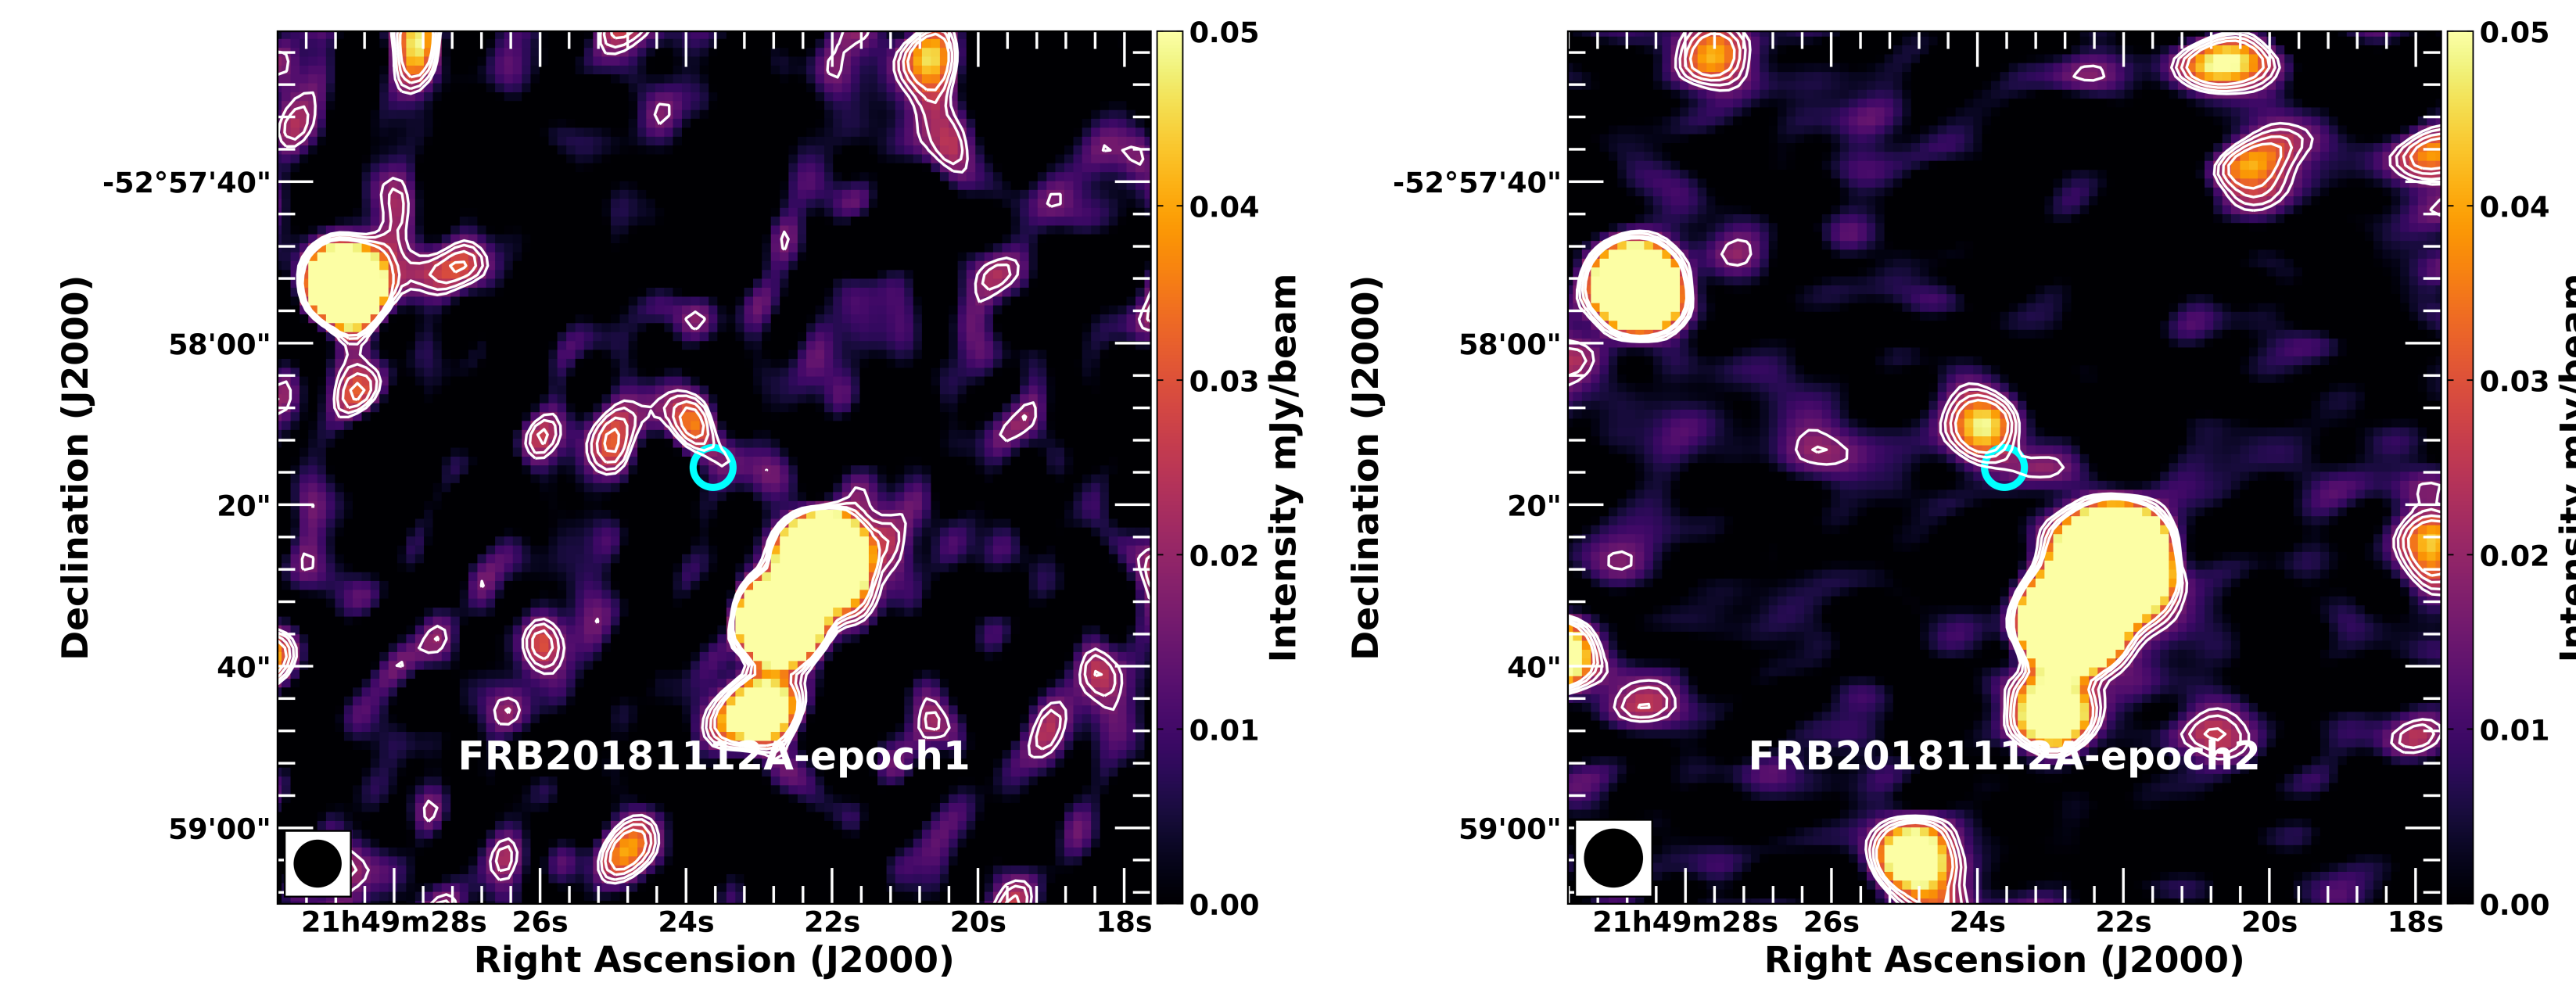 0.05
0.04
0.03
0.02
0.01
0.00
Intensity mJy/beam
-52°57'40"
58'00"
20"
40"
59'00"
Declination (J2000)
FRB20181112A-epoch1
21h49m28s 26s 24s 22s 20s 18s
Right Ascension (J2000)
0.05
0.04
0.03
0.02
0.01
0.00
Intensity mJy/beam
-52°57'40"
58'00"
20"
40"
59'00"
Declination (J2000)
FRB20181112A-epoch2
21h49m28s 26s 24s 22s 20s 18s
Right Ascension (J2000)